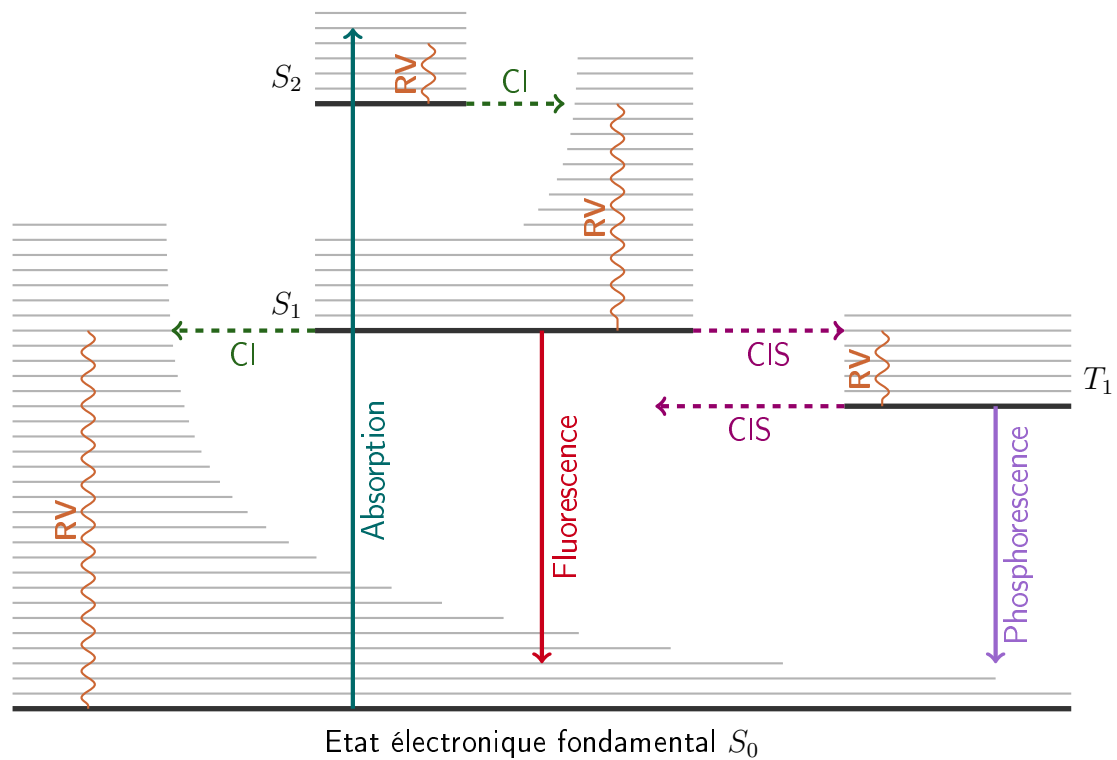 S₂
RV
CI
RV
S₁
CI
CIS
RV
T₁
CIS
Absorption
Fluorescence
Phosphorescence
RV
Etat électronique fondamental S₀